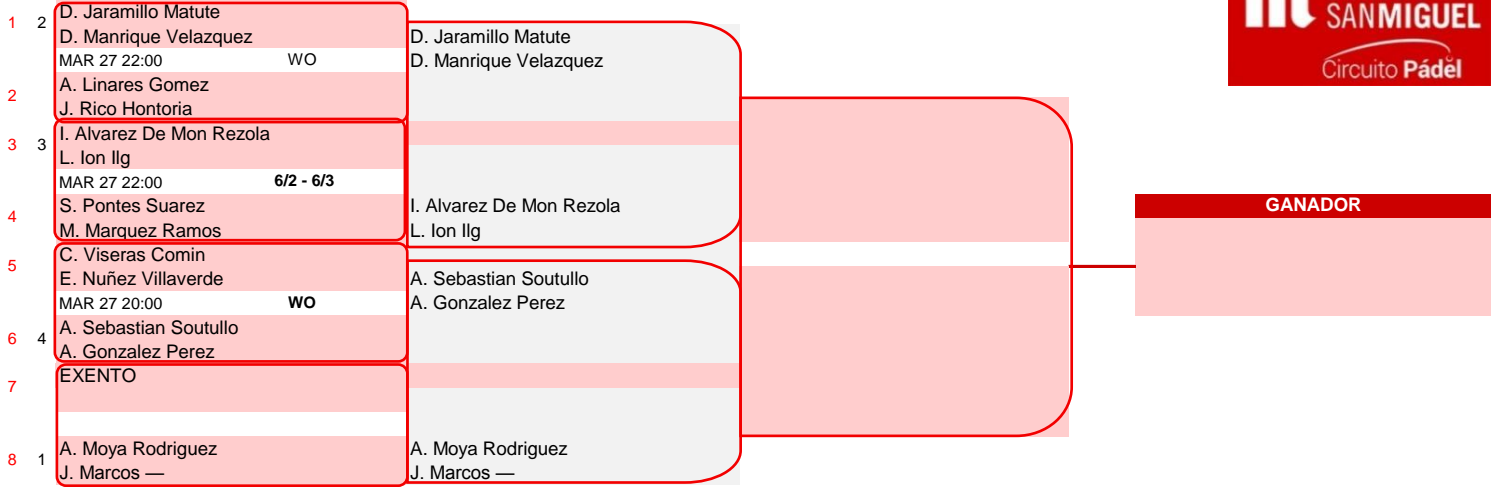 SANMIGUEL
Circuito Pádel
1 2 D. Jaramillo Matute
D. Manrique Velazquez
MAR 27 22:00 WO
2 A. Linares Gomez
J. Rico Hontoria
3 3 I. Alvarez De Mon Rezola
L. Ion Ilg
MAR 27 22:00 6/2 - 6/3
4 S. Pontes Suarez
M. Marquez Ramos
5 C. Viseras Comin
E. Nuñez Villaverde
MAR 27 20:00 WO
6 4 A. Sebastian Soutullo
A. Gonzalez Perez
7 EXENTO
8 1 A. Moya Rodriguez
J. Marcos —
D. Jaramillo Matute
D. Manrique Velazquez
I. Alvarez De Mon Rezola
L. Ion Ilg
A. Sebastian Soutullo
A. Gonzalez Perez
A. Moya Rodriguez
J. Marcos —
GANADOR